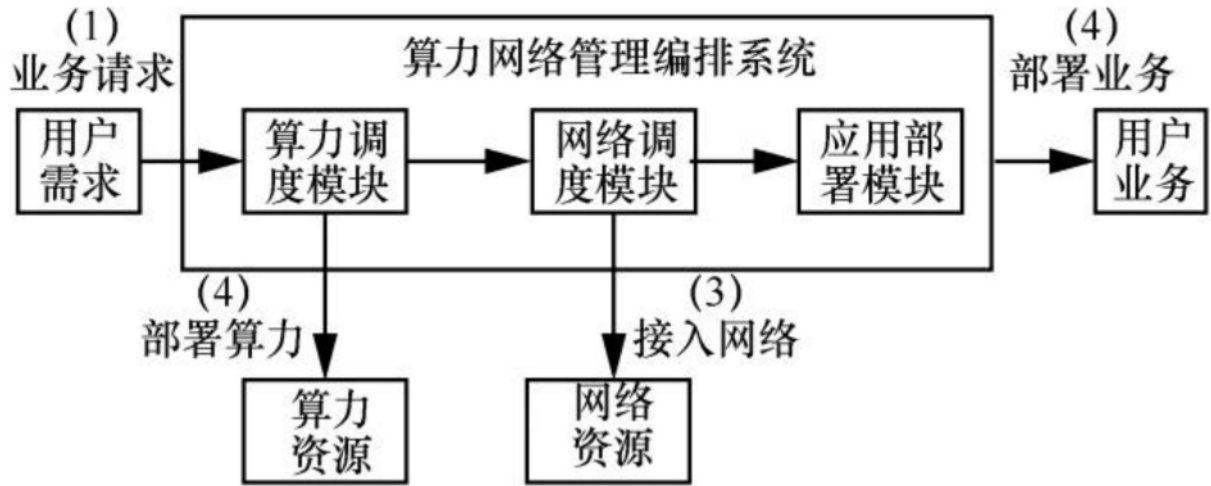 (1)
业务请求
算力网络管理编排系统
(4)
部署业务
用户
需求
算力调
度模块
网络调
度模块
应用部
署模块
用户
业务
(4)
部署算力
(3)
接入网络
算力
资源
网络
资源